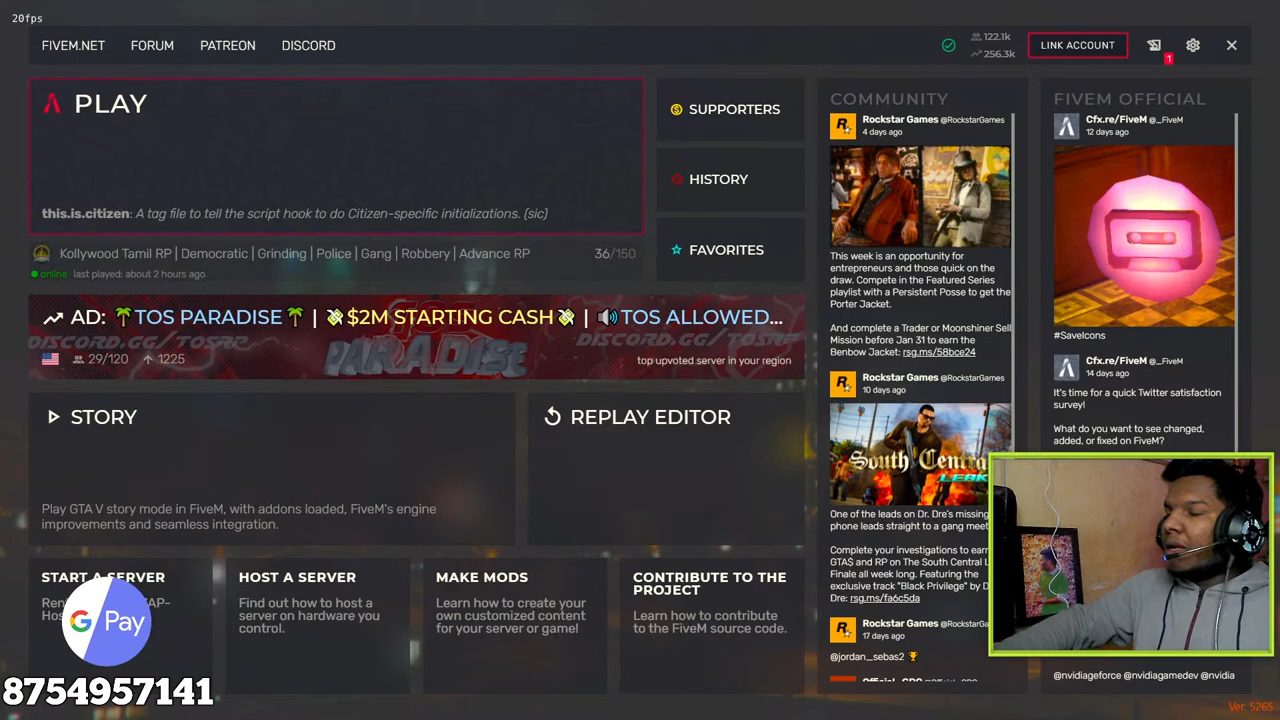 20fps
FIVEM.NET
FORUM
PATREON
DISCORD
122.1k
256.3k
LINK ACCOUNT
1
PLAY
this.is.citizen: A tag file to tell the script hook to do Citizen-specific initializations. (sic)
Kollywood Tamil RP | Democratic | Grinding | Police | Gang | Robbery | Advance RP
36/150
online last played: about 2 hours ago
SUPPORTERS
HISTORY
FAVORITES
AD: 🌴TOS PARADISE🌴 | 💸$2M STARTING CASH💸 | 🔊TOS ALLOWED...
DISCORD.GG/TOSRP
PARADISE
DISCORD.GG/TOSRP
29/120
1225
top upvoted server in your region
STORY
Play GTA V story mode in FiveM, with addons loaded, FiveM's engine
improvements and seamless integration.
REPLAY EDITOR
START A SERVER
HOST A SERVER
Find out how to host a
server on hardware you
control.
MAKE MODS
Learn how to create your
own customized content
for your server or game!
CONTRIBUTE TO THE
PROJECT
Learn how to contribute
to the FiveM source code.
G Pay
8754957141
COMMUNITY
Rockstar Games @RockstarGames
4 days ago
This week is an opportunity for
entrepreneurs and those quick on the
draw. Compete in the Featured Series
playlist with a Persistent Posse to get the
Porter Jacket.
And complete a Trader or Moonshiner Sell
Mission before Jan 31 to earn the
Benbow Jacket: rsg.ms/58bce24
Rockstar Games @RockstarGames
10 days ago
South Central
LEAK
One of the leads on Dr. Dre's missing
phone leads straight to a gang meet
Complete your investigations to earn
GTA$ and RP on The South Central L
Finale all week long. Featuring the
exclusive track "Black Privilege" by D
Dre: rsg.ms/fa6c5da
Rockstar Games @RockstarGa
17 days ago
@jordan_sebas2 🏆
FIVEM OFFICIAL
Cfx.re/FiveM @_FiveM
12 days ago
#SaveIcons
Cfx.re/FiveM @_FiveM
14 days ago
It's time for a quick Twitter satisfaction
survey!
What do you want to see changed,
added, or fixed on FiveM?
@nvidiageforce @nvidiagamedev @nvidia
Ver. 5265